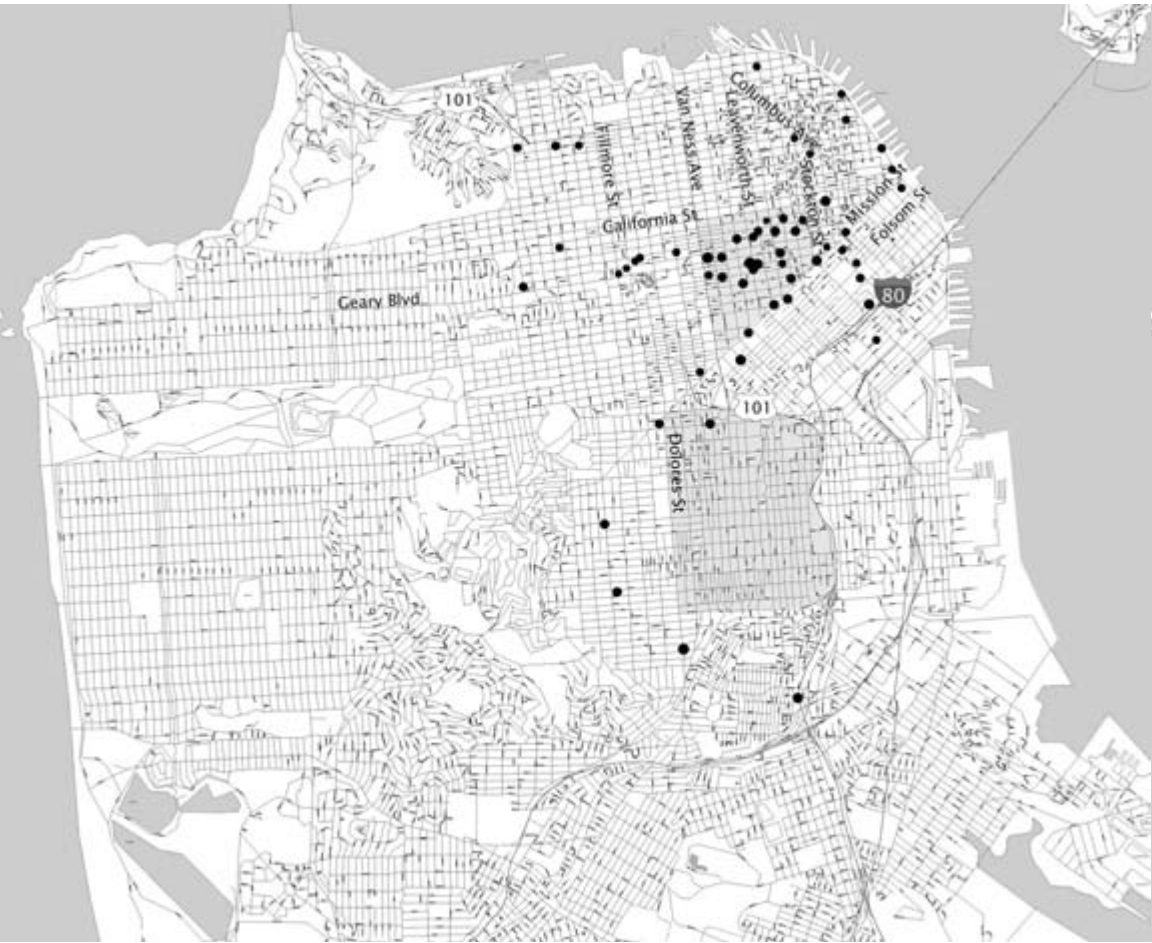 101
Columbus Ave
Van Ness Ave
Leavenworth St
Fillmore St
Stockton St
Mission St
Folsom St
California St
80
Geary Blvd
101
Dolores St